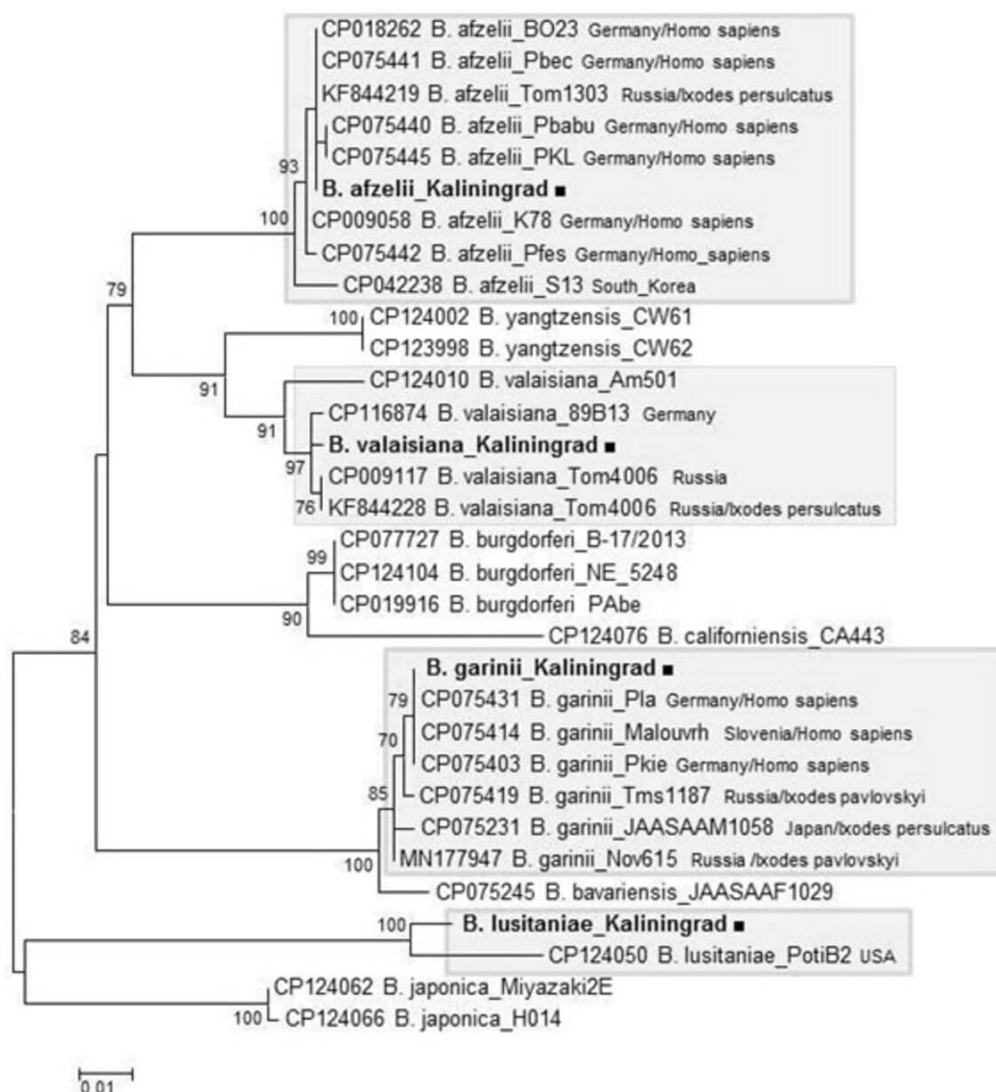 CP018262 B. afzelii_BO23 Germany/Homo sapiens
CP075441 B. afzelii_Pbec Germany/Homo sapiens
KF844219 B. afzelii_Tom1303 Russia/Ixodes persulcatus
CP075440 B. afzelii_Pbabu Germany/Homo sapiens
CP075445 B. afzelii_PKL Germany/Homo sapiens
93
B. afzelii_Kaliningrad ■
100
CP009058 B. afzelii_K78 Germany/Homo sapiens
CP075442 B. afzelii_Pfes Germany/Homo_sapiens
CP042238 B. afzelii_S13 South_Korea
79
100 CP124002 B. yangtzensis_CW61
CP123998 B. yangtzensis_CW62
91
CP124010 B. valaisiana_Am501
CP116874 B. valaisiana_89B13 Germany
91
B. valaisiana_Kaliningrad ■
97
CP009117 B. valaisiana_Tom4006 Russia
76 KF844228 B. valaisiana_Tom4006 Russia/Ixodes persulcatus
CP077727 B. burgdorferi_B-17/2013
99
CP124104 B. burgdorferi_NE_5248
CP019916 B. burgdorferi PAbe
90
84
CP124076 B. californiensis_CA443
B. garinii_Kaliningrad ■
79 CP075431 B. garinii_Pla Germany/Homo sapiens
CP075414 B. garinii_Malouvrh Slovenia/Homo sapiens
70
CP075403 B. garinii_Pkie Germany/Homo sapiens
85
CP075419 B. garinii_Tms1187 Russia/Ixodes pavlovskyi
CP075231 B. garinii_JAASAAM1058 Japan/Ixodes persulcatus
100
MN177947 B. garinii_Nov615 Russia /Ixodes pavlovskyi
CP075245 B. bavariensis_JAASAAF1029
100
B. lusitaniae_Kaliningrad ■
CP124050 B. lusitaniae_PotiB2 USA
CP124062 B. japonica_Miyazaki2E
100 CP124066 B. japonica_H014
0.01